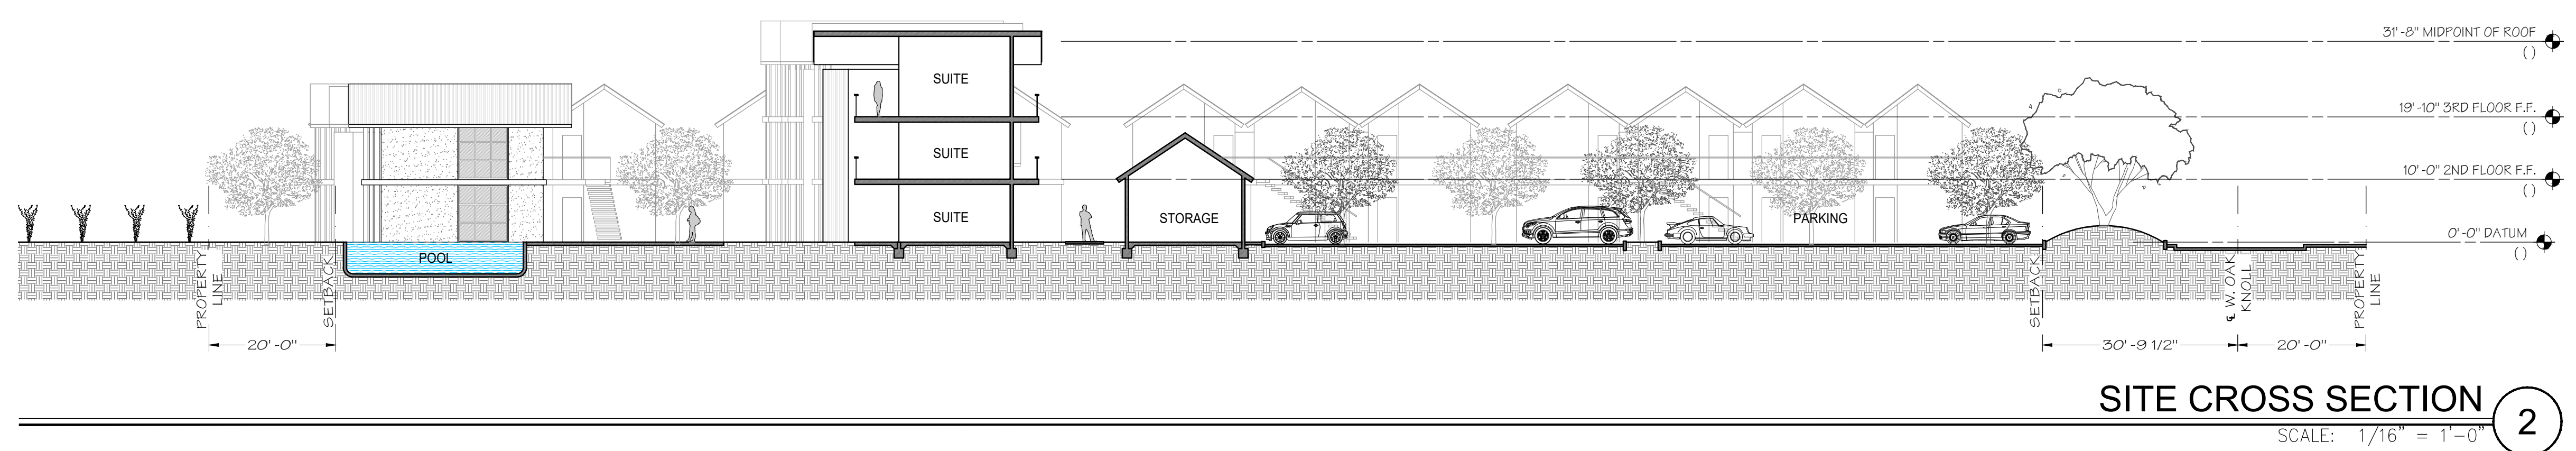 31'-8" MIDPOINT OF ROOF
( )
SUITE
19'-10" 3RD FLOOR F.F.
( )
SUITE
10'-0" 2ND FLOOR F.F.
( )
SUITE
STORAGE
PARKING
0'-0" DATUM
( )
POOL
PROPERTY
LINE
SETBACK
SETBACK
℄ W. OAK
KNOLL
PROPERTY
LINE
20'-0"
30'-9 1/2"
20'-0"
SITE CROSS SECTION
2
SCALE: 1/16" = 1'-0"